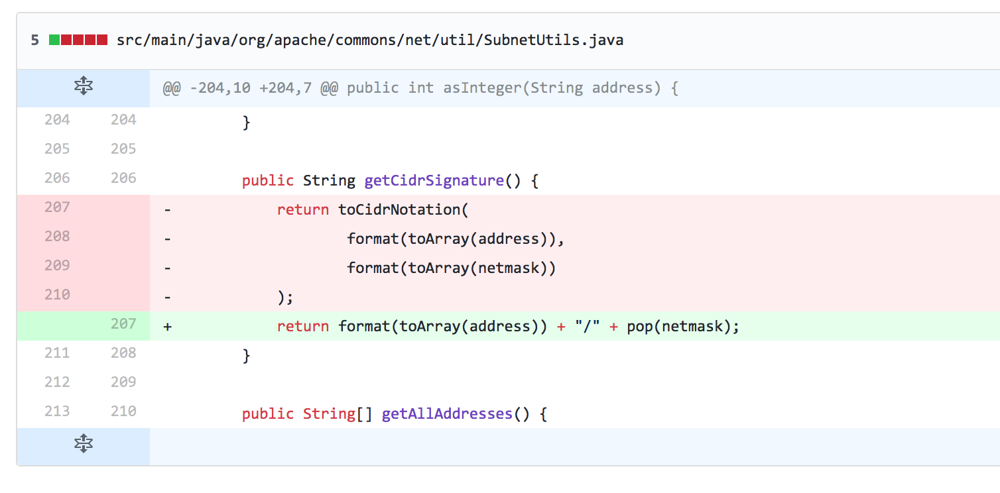 5 src/main/java/org/apache/commons/net/util/SubnetUtils.java
@@ -204,10 +204,7 @@ public int asInteger(String address) {
204 204 }
205 205
206 206 public String getCidrSignature() {
207 - return toCidrNotation(
208 - format(toArray(address)),
209 - format(toArray(netmask))
210 - );
207 + return format(toArray(address)) + "/" + pop(netmask);
211 208 }
212 209
213 210 public String[] getAllAddresses() {